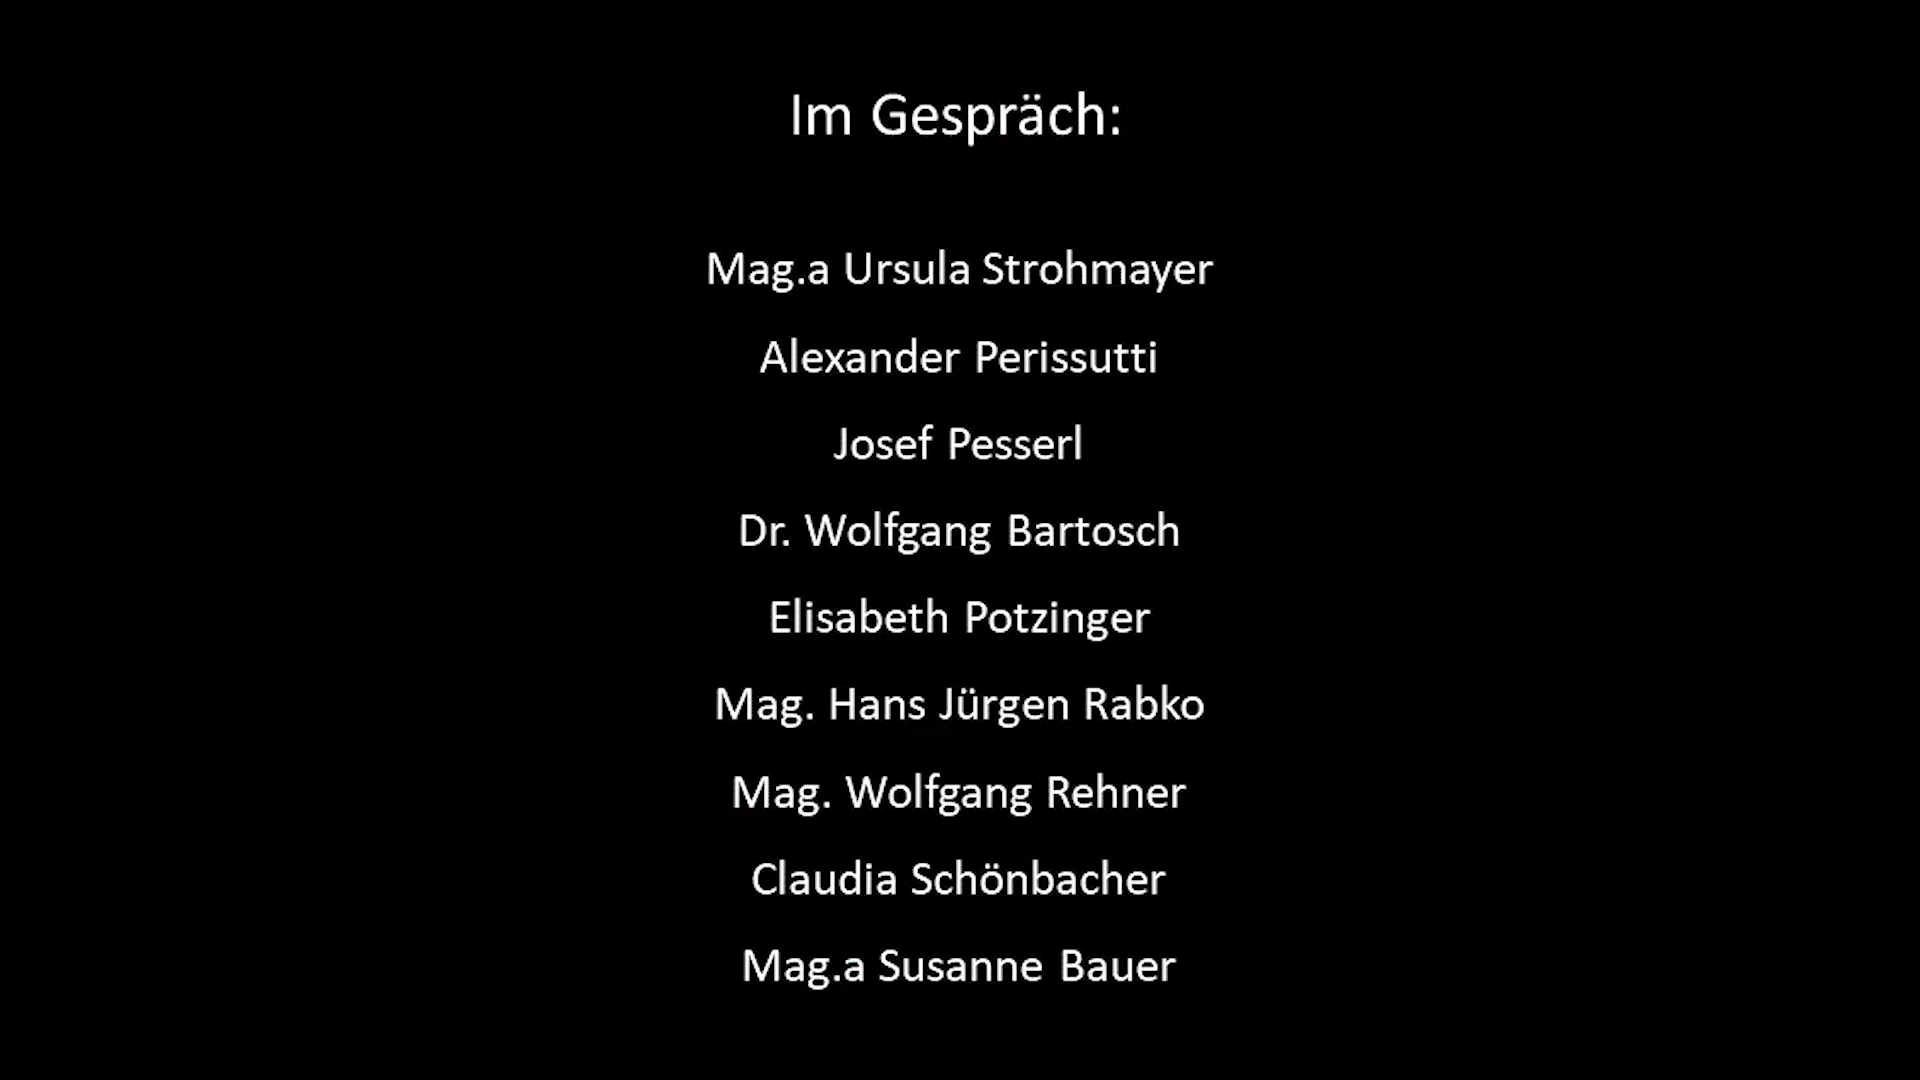 Im Gespräch:
Mag.a Ursula Strohmayer
Alexander Perissutti
Josef Pesserl
Dr. Wolfgang Bartosch
Elisabeth Potzinger
Mag. Hans Jürgen Rabko
Mag. Wolfgang Rehner
Claudia Schönbacher
Mag.a Susanne Bauer